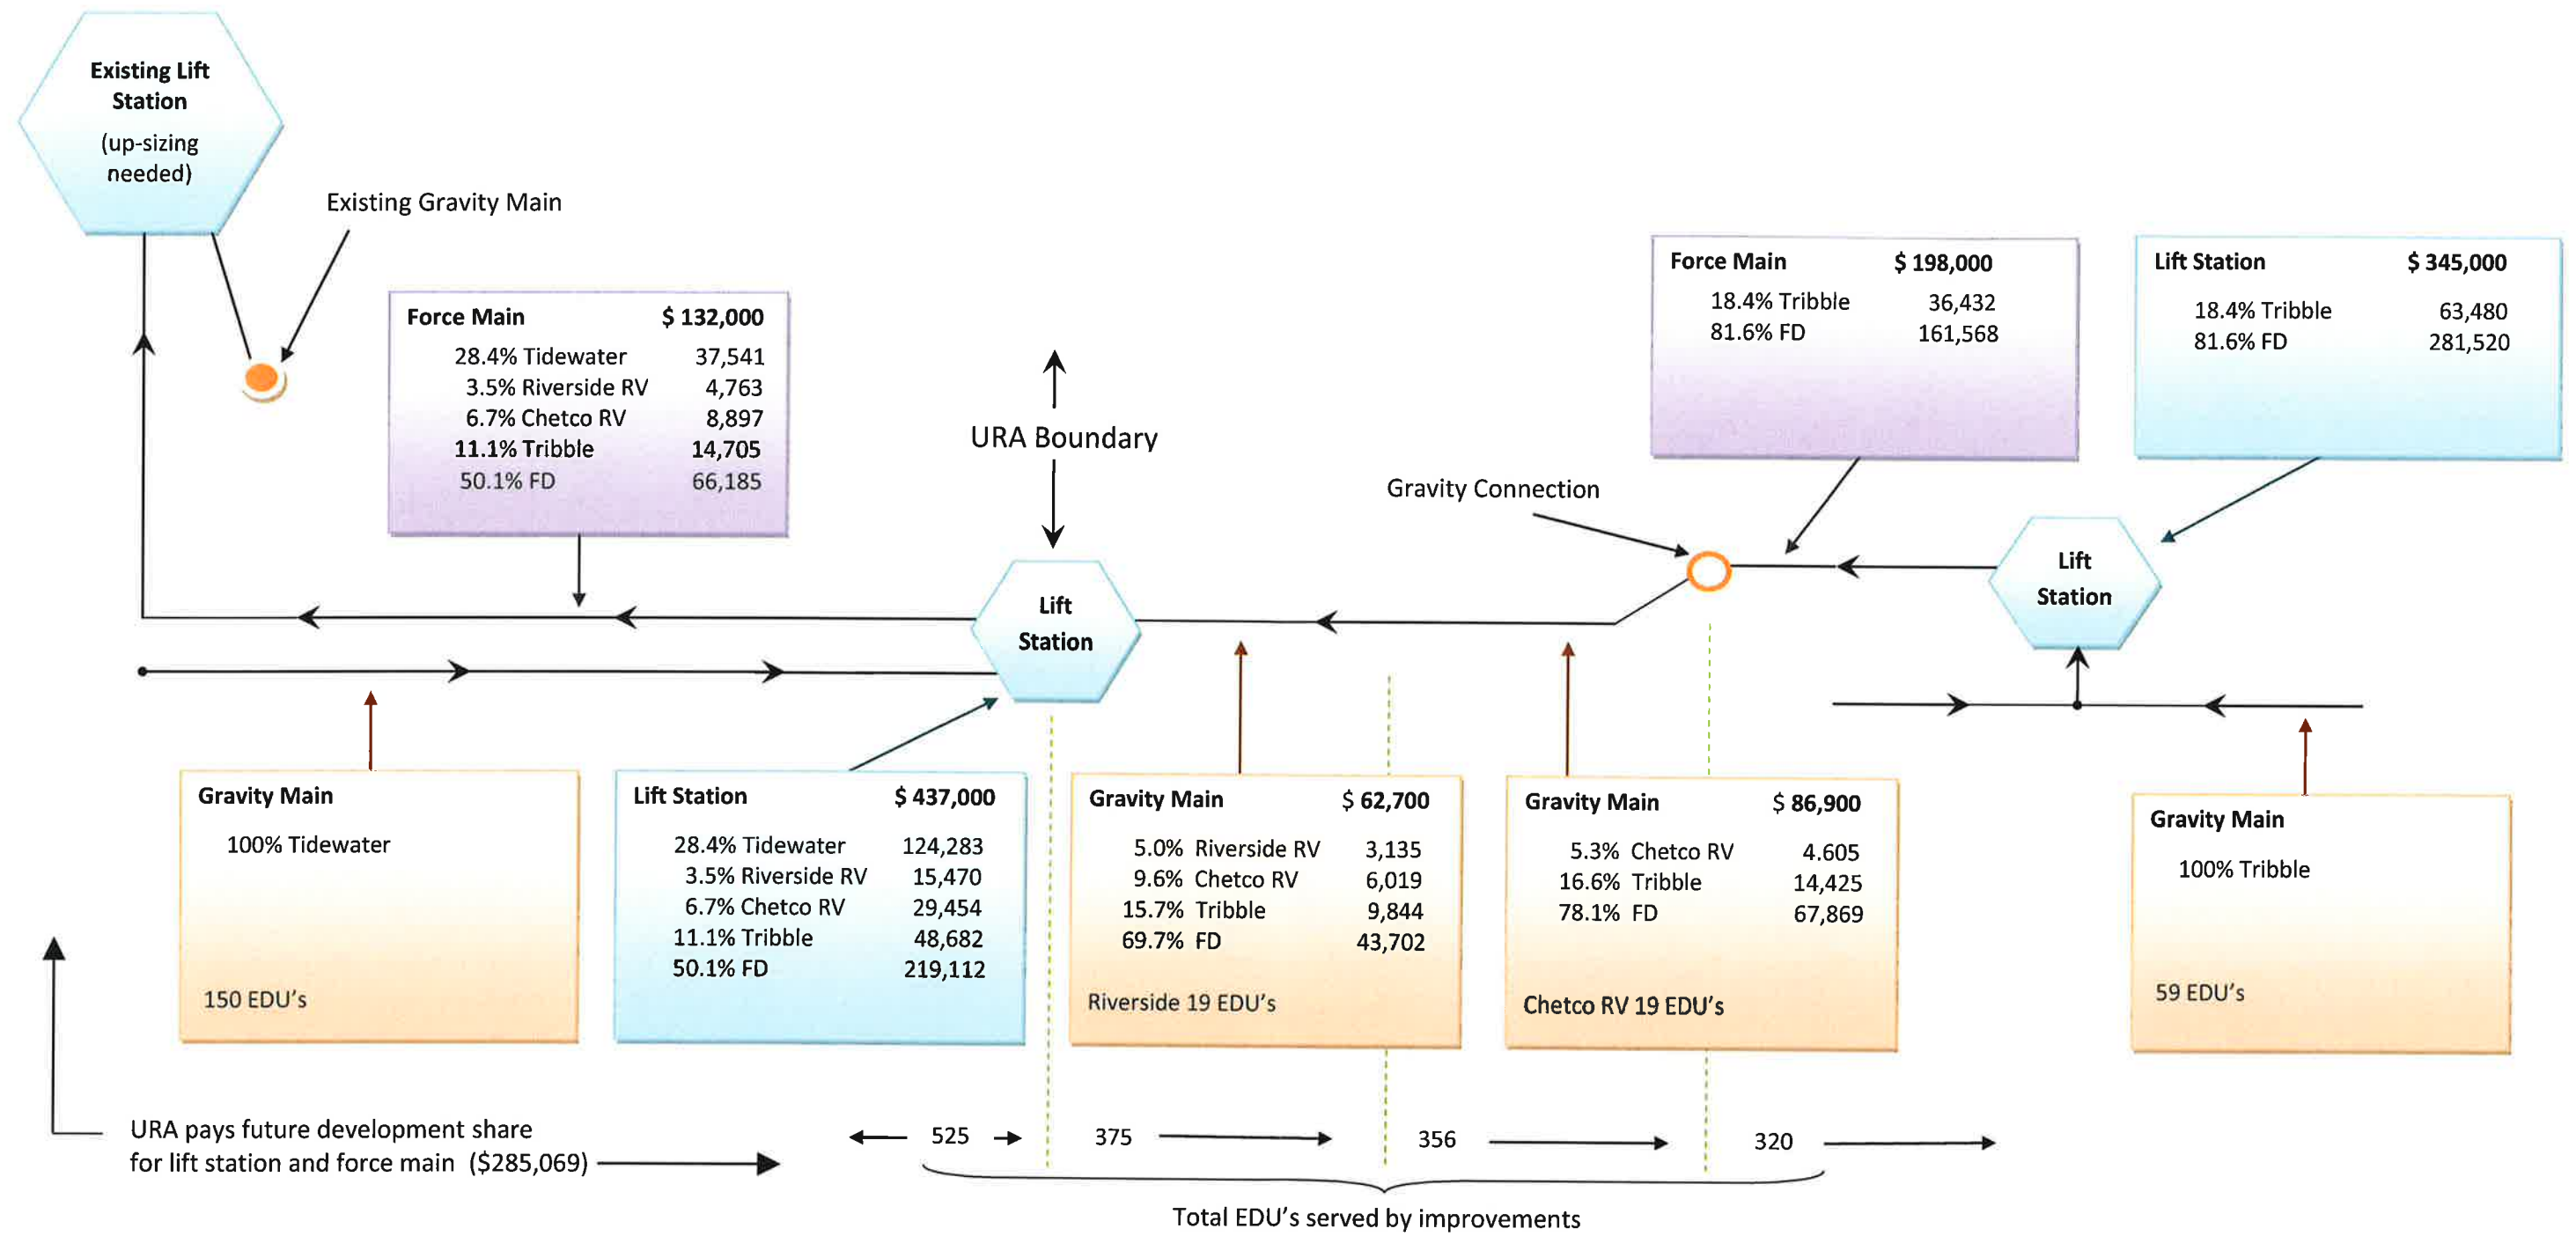 Existing Lift
Station
(up-sizing
needed)
Existing Gravity Main
Force Main $ 132,000
28.4% Tidewater 37,541
3.5% Riverside RV 4,763
6.7% Chetco RV 8,897
11.1% Tribble 14,705
50.1% FD 66,185
URA Boundary
Gravity Connection
Force Main $ 198,000
18.4% Tribble 36,432
81.6% FD 161,568
Lift Station $ 345,000
18.4% Tribble 63,480
81.6% FD 281,520
Lift
Station
Lift
Station
Gravity Main
100% Tidewater
150 EDU's
Lift Station $ 437,000
28.4% Tidewater 124,283
3.5% Riverside RV 15,470
6.7% Chetco RV 29,454
11.1% Tribble 48,682
50.1% FD 219,112
Gravity Main $ 62,700
5.0% Riverside RV 3,135
9.6% Chetco RV 6,019
15.7% Tribble 9,844
69.7% FD 43,702
Riverside 19 EDU's
Gravity Main $ 86,900
5.3% Chetco RV 4.605
16.6% Tribble 14,425
78.1% FD 67,869
Chetco RV 19 EDU's
Gravity Main
100% Tribble
59 EDU's
URA pays future development share
for lift station and force main ($285,069)
525 375 356 320
Total EDU's served by improvements